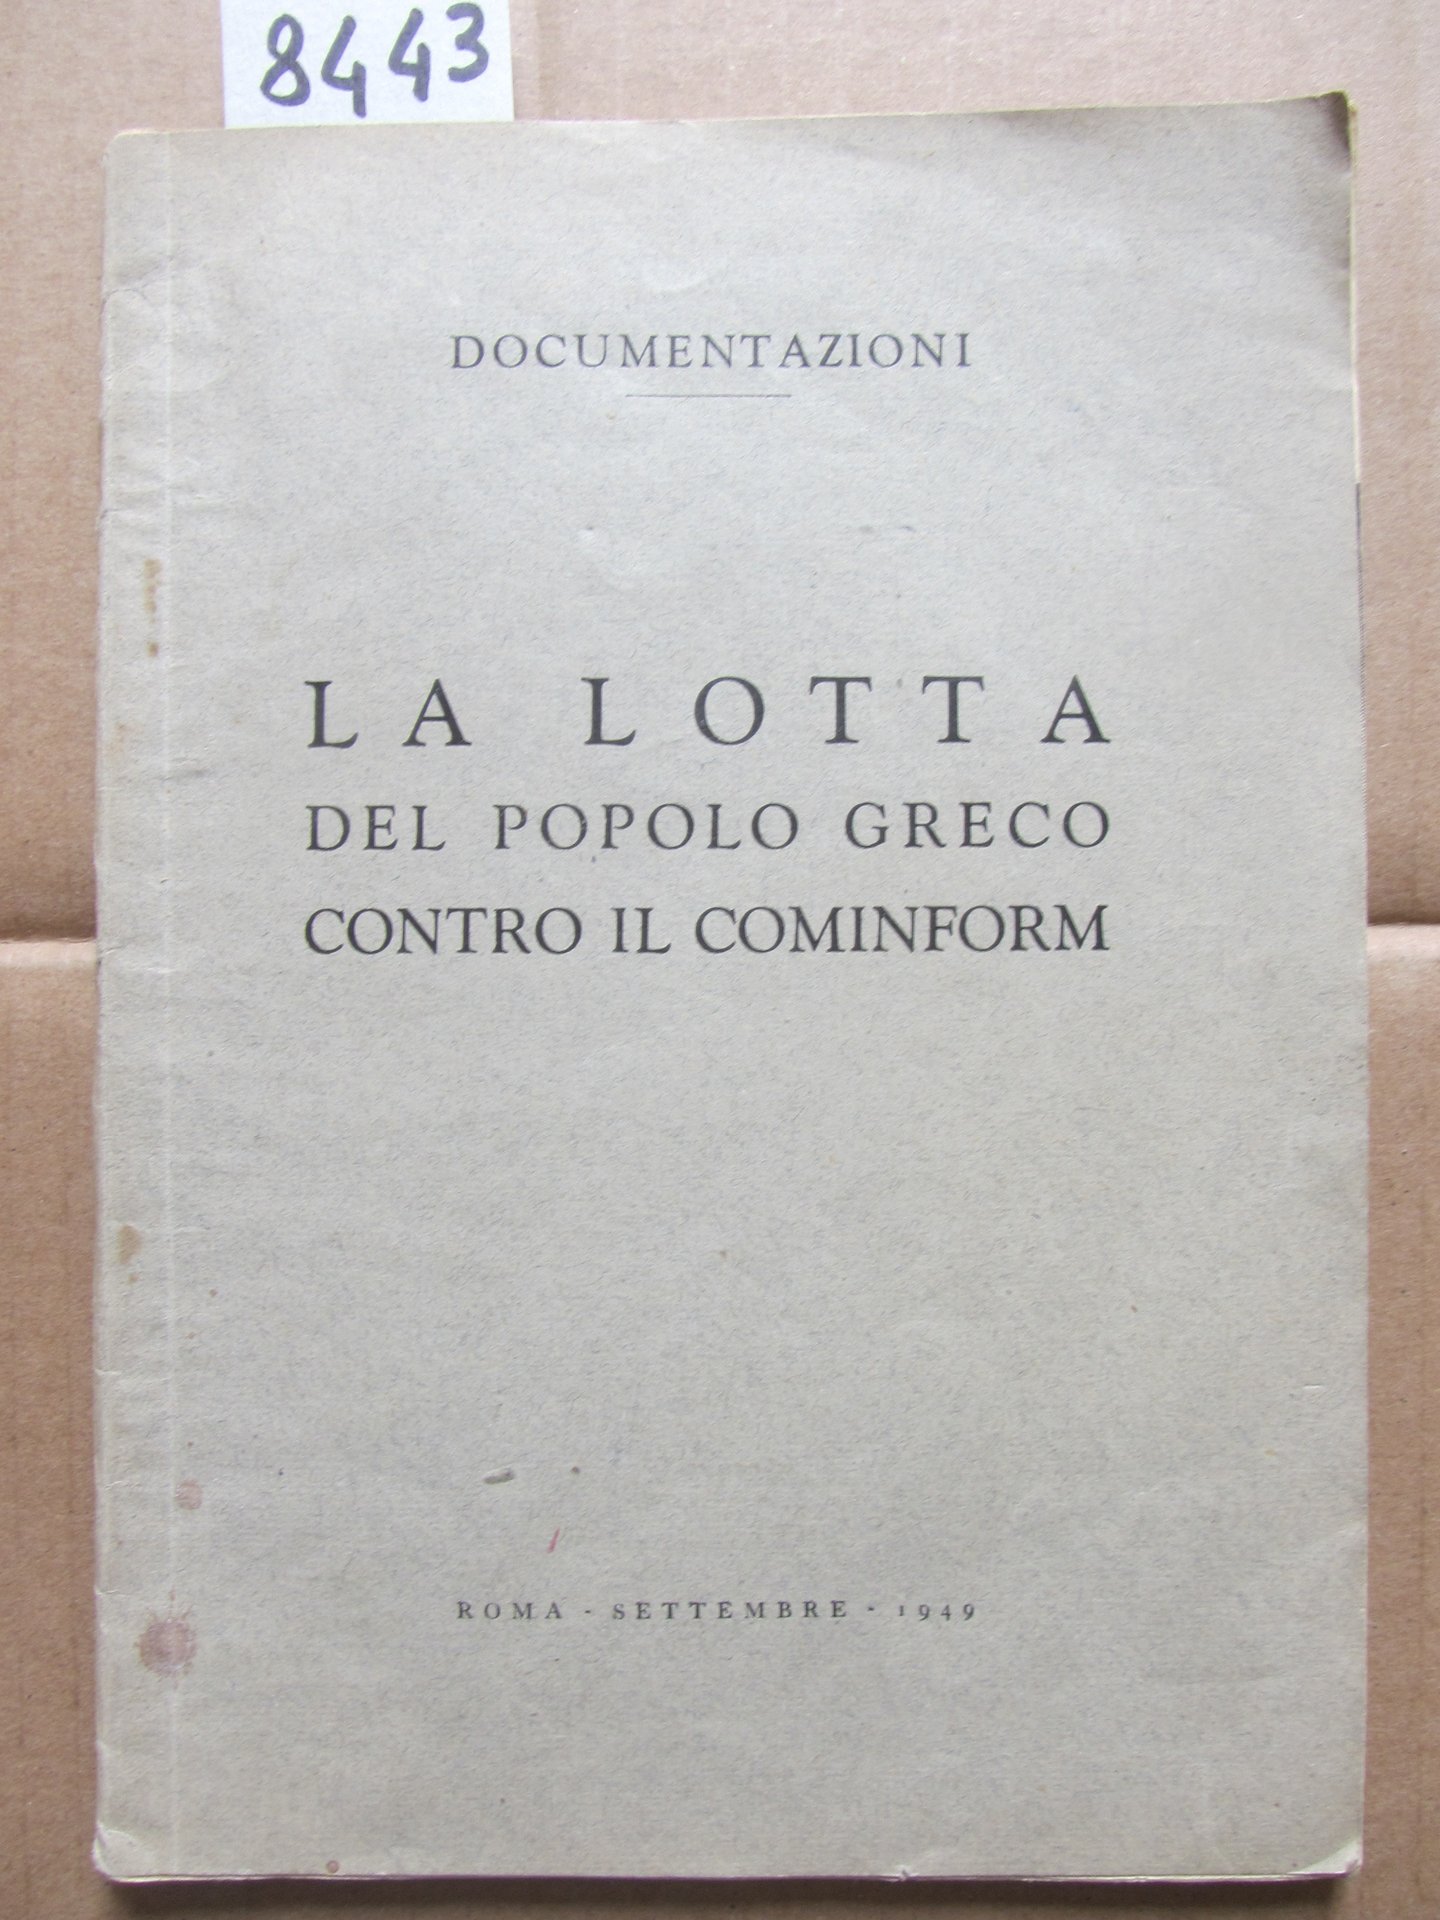 8443
DOCUMENTAZIONI
LA LOTTA
DEL POPOLO GRECO
CONTRO IL COMINFORM
ROMA - SETTEMBRE - 1949